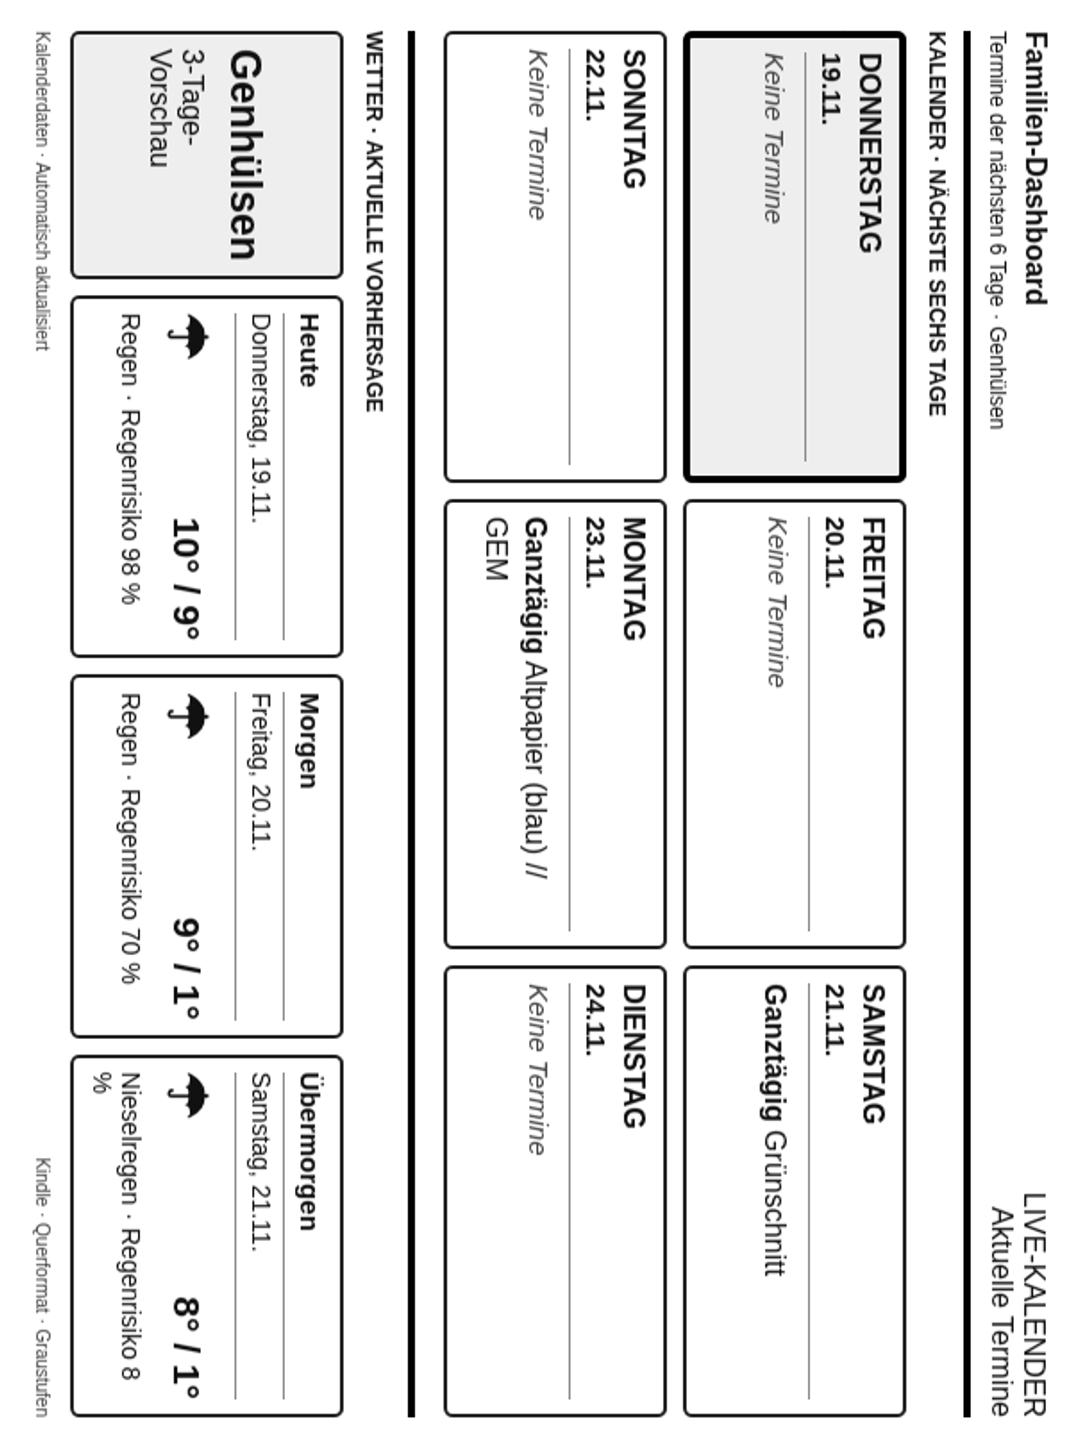 Familien-Dashboard
Termine der nächsten 6 Tage · Genhülsen
LIVE-KALENDER
Aktuelle Termine
KALENDER · NÄCHSTE SECHS TAGE
DONNERSTAG
19.11.
Keine Termine
FREITAG
20.11.
Keine Termine
SAMSTAG
21.11.
Ganztägig Grünschnitt
SONNTAG
22.11.
Keine Termine
MONTAG
23.11.
Ganztägig Altpapier (blau) //
GEM
DIENSTAG
24.11.
Keine Termine
WETTER · AKTUELLE VORHERSAGE
Genhülsen
3-Tage-
Vorschau
Heute
Donnerstag, 19.11.
10° / 9°
Regen · Regenrisiko 98 %
Morgen
Freitag, 20.11.
9° / 1°
Regen · Regenrisiko 70 %
Übermorgen
Samstag, 21.11.
8° / 1°
Nieselregen · Regenrisiko 8
%
Kalenderdaten · Automatisch aktualisiert
Kindle · Querformat · Graustufen